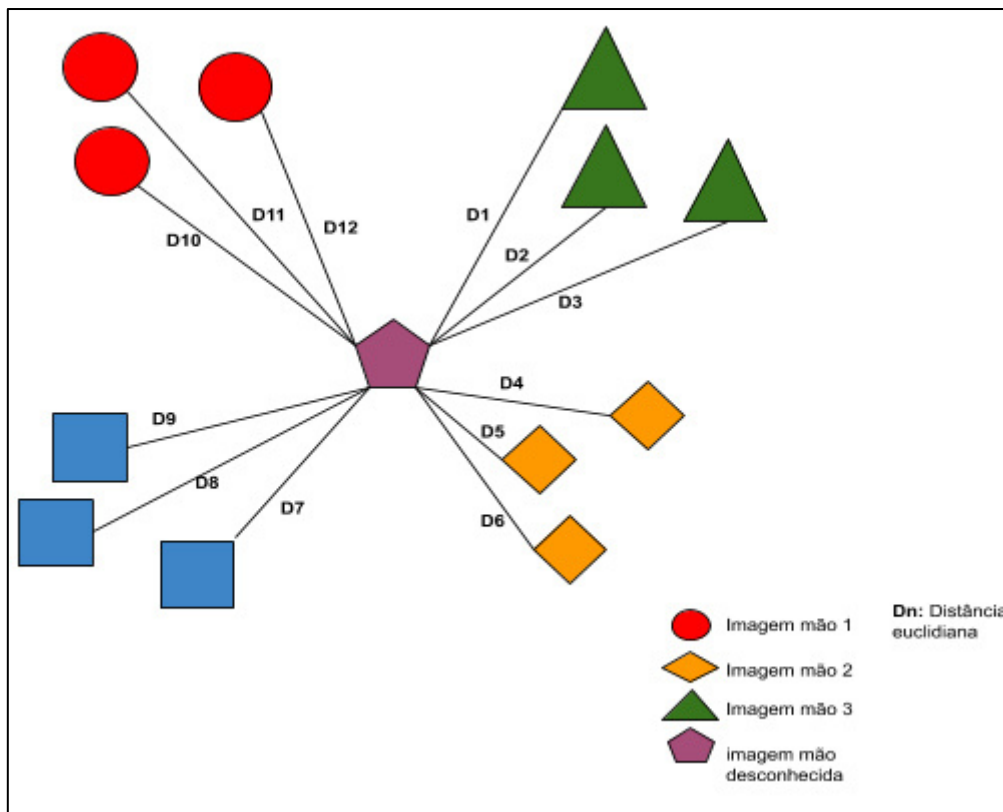 D1
D2
D3
D4
D5
D6
D7
D8
D9
D10
D11
D12
Imagem mão 1
Imagem mão 2
Imagem mão 3
imagem mão
desconhecida
Dn: Distância
euclidiana